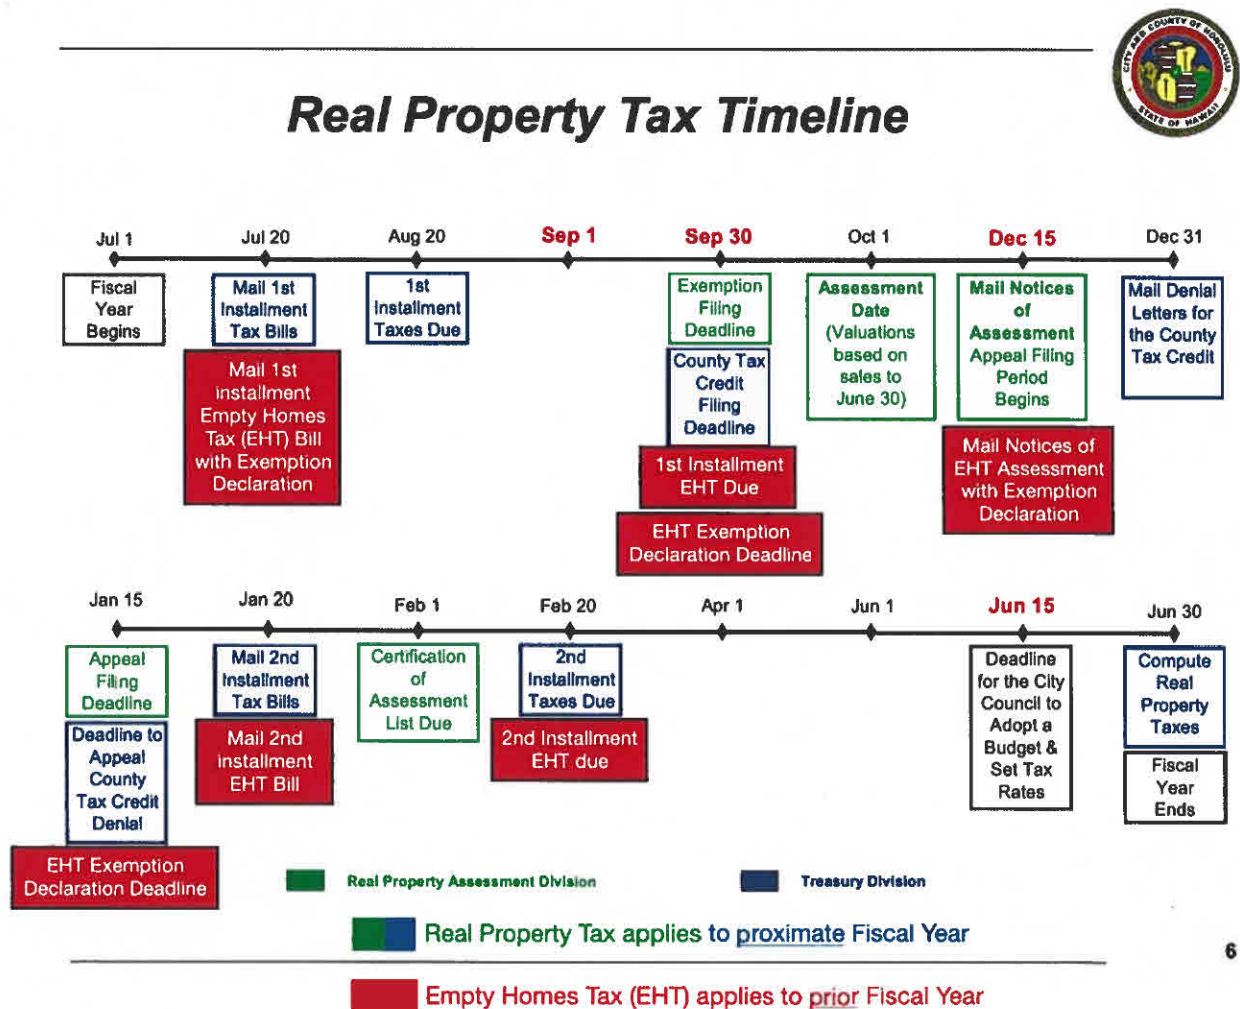 CITY AND COUNTY OF HONOLULU
STATE OF HAWAII
Real Property Tax Timeline
Jul 1
Jul 20
Aug 20
Sep 1
Sep 30
Oct 1
Dec 15
Dec 31
Fiscal
Year
Begins
Mail 1st
Installment
Tax Bills
Mail 1st
installment
Empty Homes
Tax (EHT) Bill
with Exemption
Declaration
1st
Installment
Taxes Due
Exemption
Filing
Deadline
County Tax
Credit
Filing
Deadline
1st Installment
EHT Due
EHT Exemption
Declaration Deadline
Assessment
Date
(Valuations
based on
sales to
June 30)
Mail Notices
of
Assessment
Appeal Filing
Period
Begins
Mail Notices of
EHT Assessment
with Exemption
Declaration
Mail Denial
Letters for
the County
Tax Credit
Jan 15
Jan 20
Feb 1
Feb 20
Apr 1
Jun 1
Jun 15
Jun 30
Appeal
Filing
Deadline
Deadline to
Appeal
County
Tax Credit
Denial
EHT Exemption
Declaration Deadline
Mail 2nd
Installment
Tax Bills
Mail 2nd
installment
EHT Bill
Certification
of
Assessment
List Due
2nd
Installment
Taxes Due
2nd Installment
EHT due
Deadline
for the City
Council to
Adopt a
Budget &
Set Tax
Rates
Compute
Real
Property
Taxes
Fiscal
Year
Ends
Real Property Assessment Division
Treasury Division
Real Property Tax applies to proximate Fiscal Year
6
Empty Homes Tax (EHT) applies to prior Fiscal Year